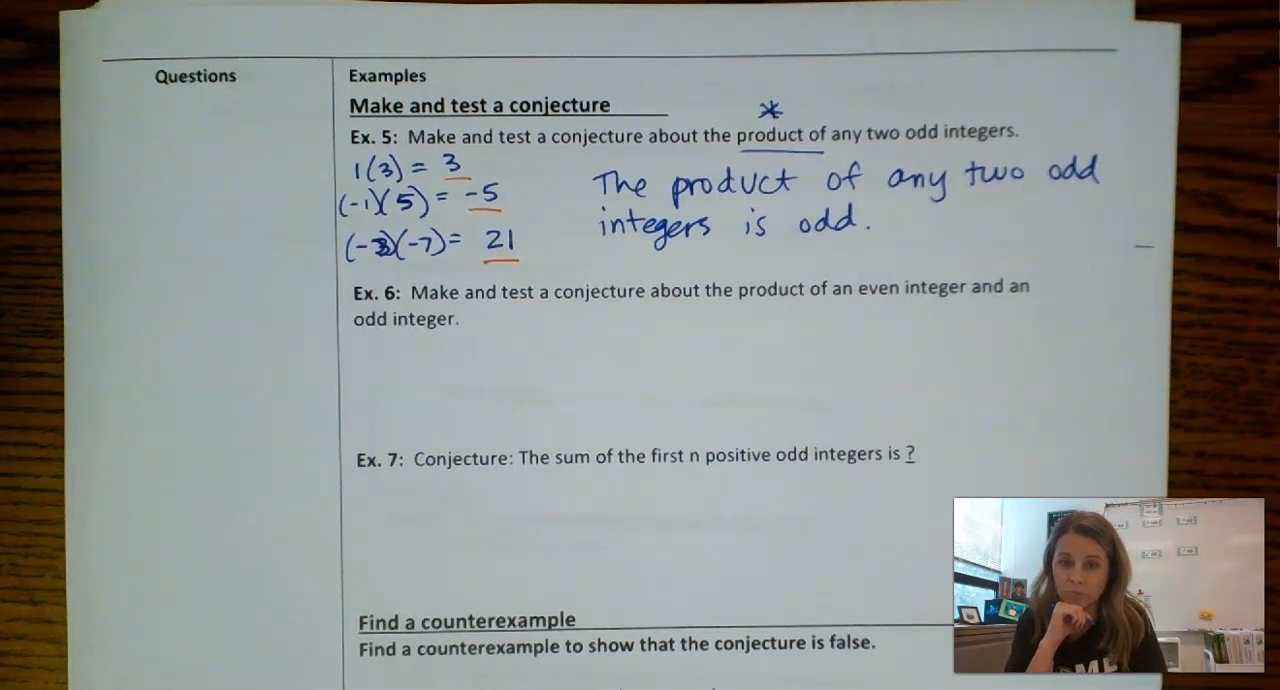 Questions
Examples
Make and test a conjecture
*
Ex. 5: Make and test a conjecture about the product of any two odd integers.
1(3) = 3
(-1)(5) = -5
(-3)(-7) = 21
The product of any two odd
integers is odd.
Ex. 6: Make and test a conjecture about the product of an even integer and an
odd integer.
Ex. 7: Conjecture: The sum of the first n positive odd integers is ?
Find a counterexample
Find a counterexample to show that the conjecture is false.